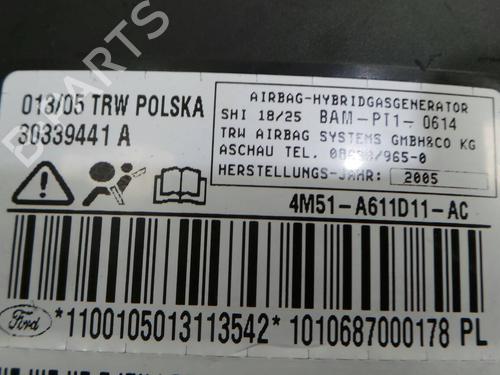 B PARTS
013/05 TRW POLSKA
30339441 A
AIRBAG-HYBRIDGASGENERATOR
SHI 18/25 BAM-PT1-0614
TRW AIRBAG SYSTEMS GMBH&CO KG
ASCHAU TEL. /965-0
HERSTELLUNGS-JAHR: 2005
4M51-A611D11-AC
Ford *1100105013113542* 1010687000178 PL